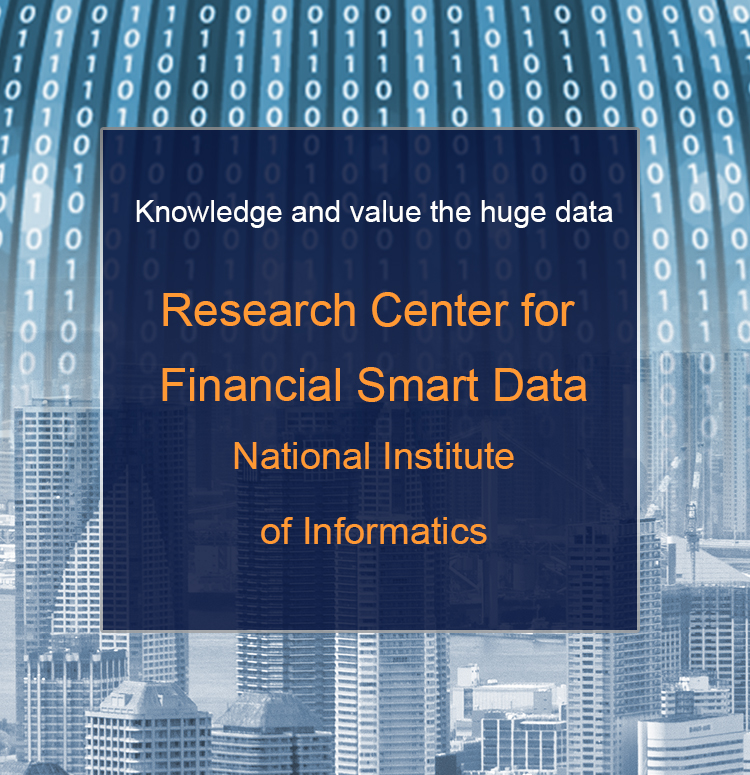 Knowledge and value the huge data
Research Center for
Financial Smart Data
National Institute
of Informatics